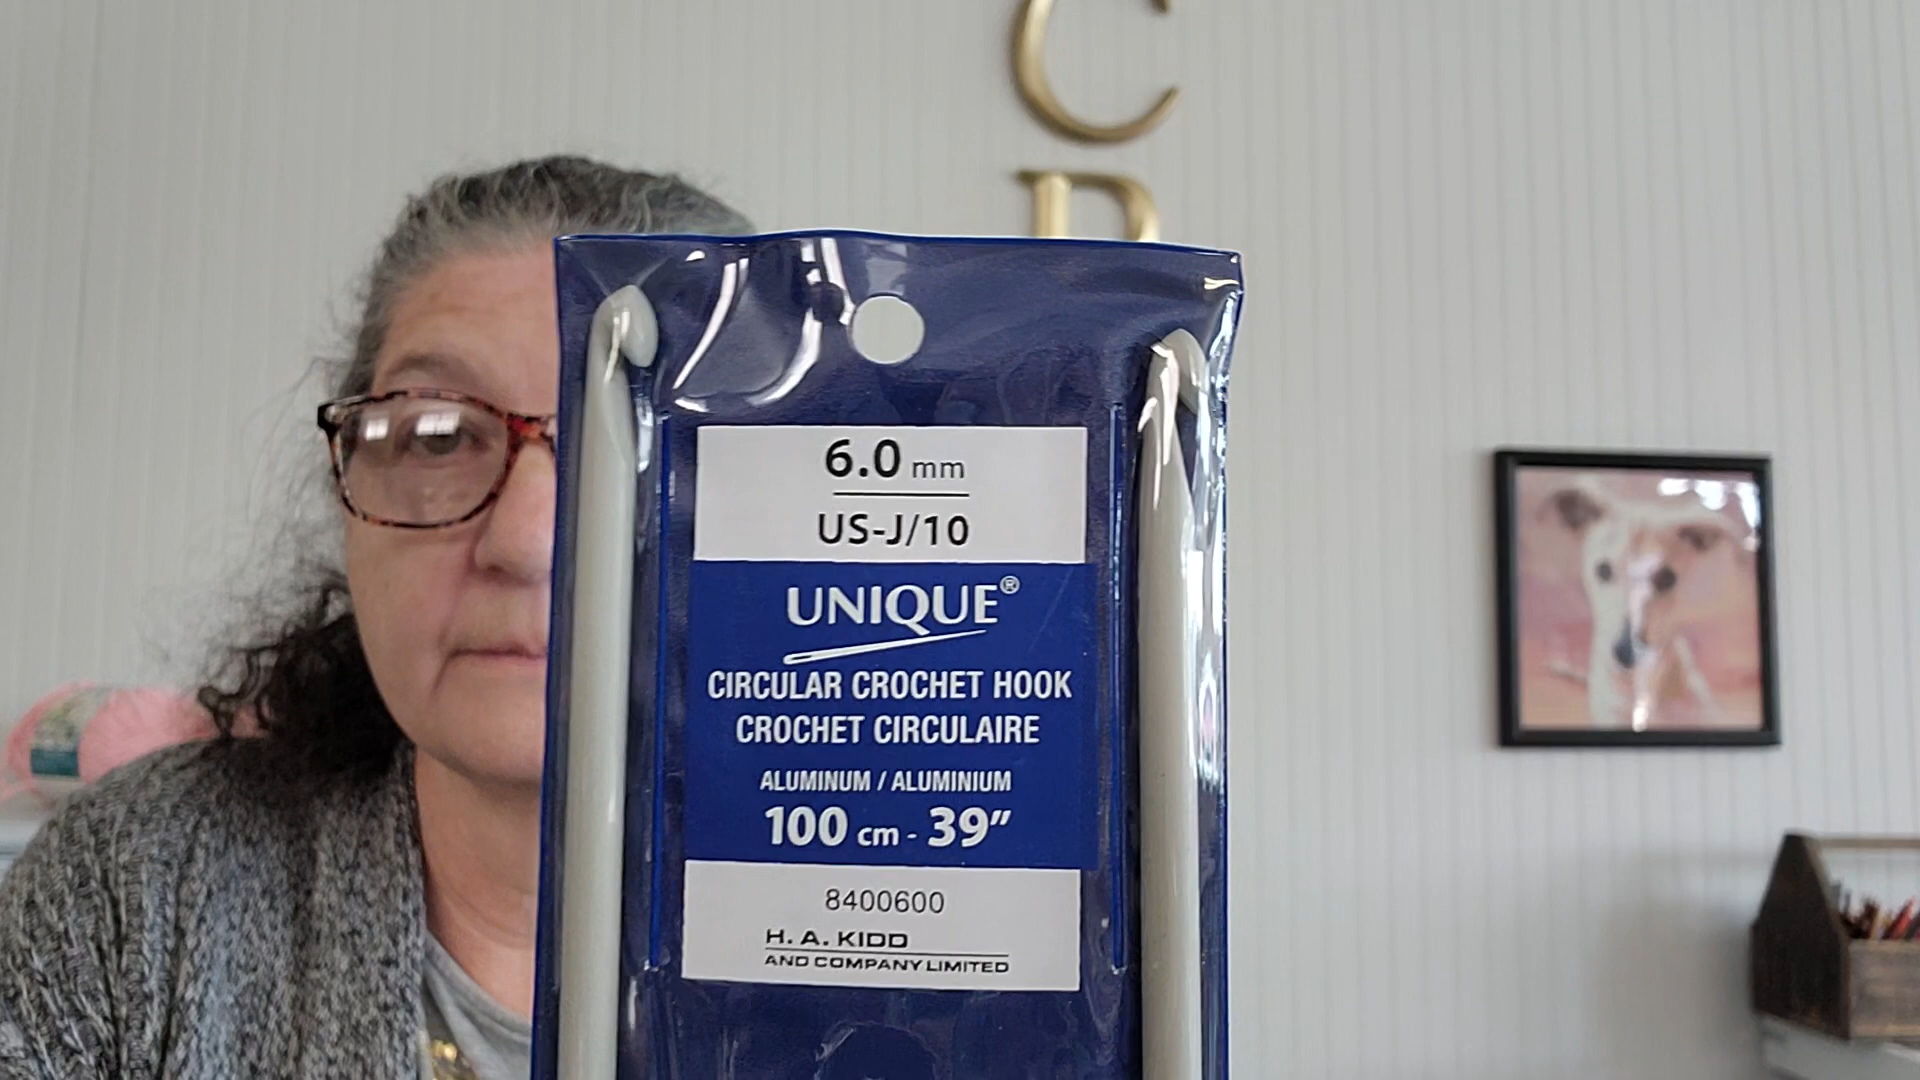 C
6.0 mm
US-J/10
UNIQUE®
CIRCULAR CROCHET HOOK
CROCHET CIRCULAIRE
ALUMINUM / ALUMINIUM
100 cm - 39”
8400600
H. A. KIDD
AND COMPANY LIMITED